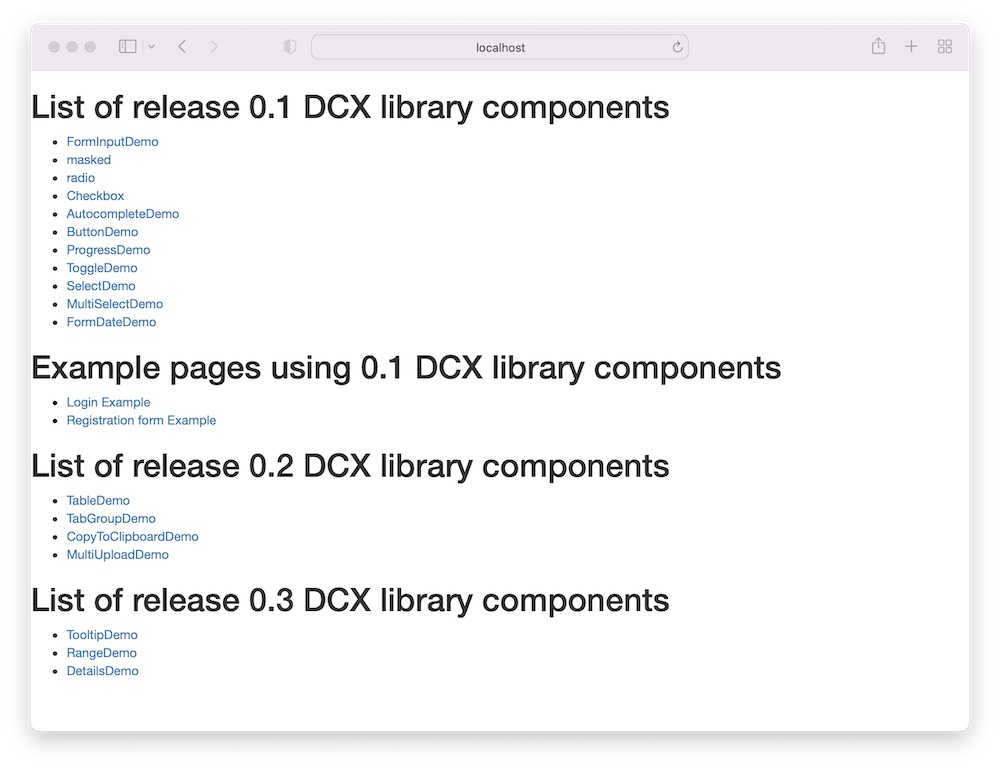 localhost
List of release 0.1 DCX library components
FormInputDemo
masked
radio
Checkbox
AutocompleteDemo
ButtonDemo
ProgressDemo
ToggleDemo
SelectDemo
MultiSelectDemo
FormDateDemo
Example pages using 0.1 DCX library components
Login Example
Registration form Example
List of release 0.2 DCX library components
TableDemo
TabGroupDemo
CopyToClipboardDemo
MultiUploadDemo
List of release 0.3 DCX library components
TooltipDemo
RangeDemo
DetailsDemo